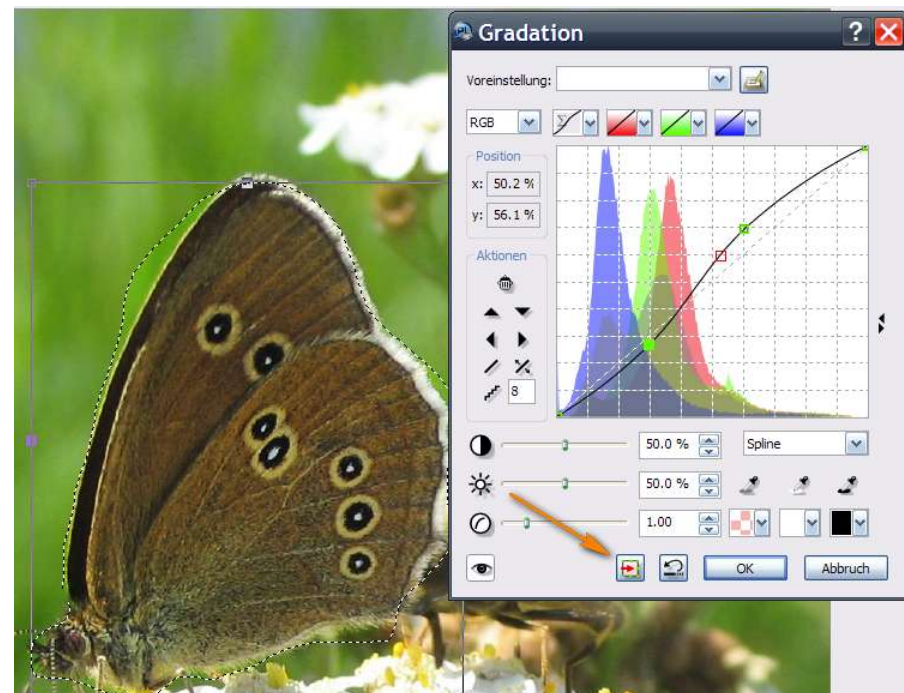 PL Gradation ?
Voreinstellung:
RGB Σ
Position
x: 50.2 %
y: 56.1 %
Aktionen
8
50.0 % Spline
50.0 %
1.00
OK Abbruch